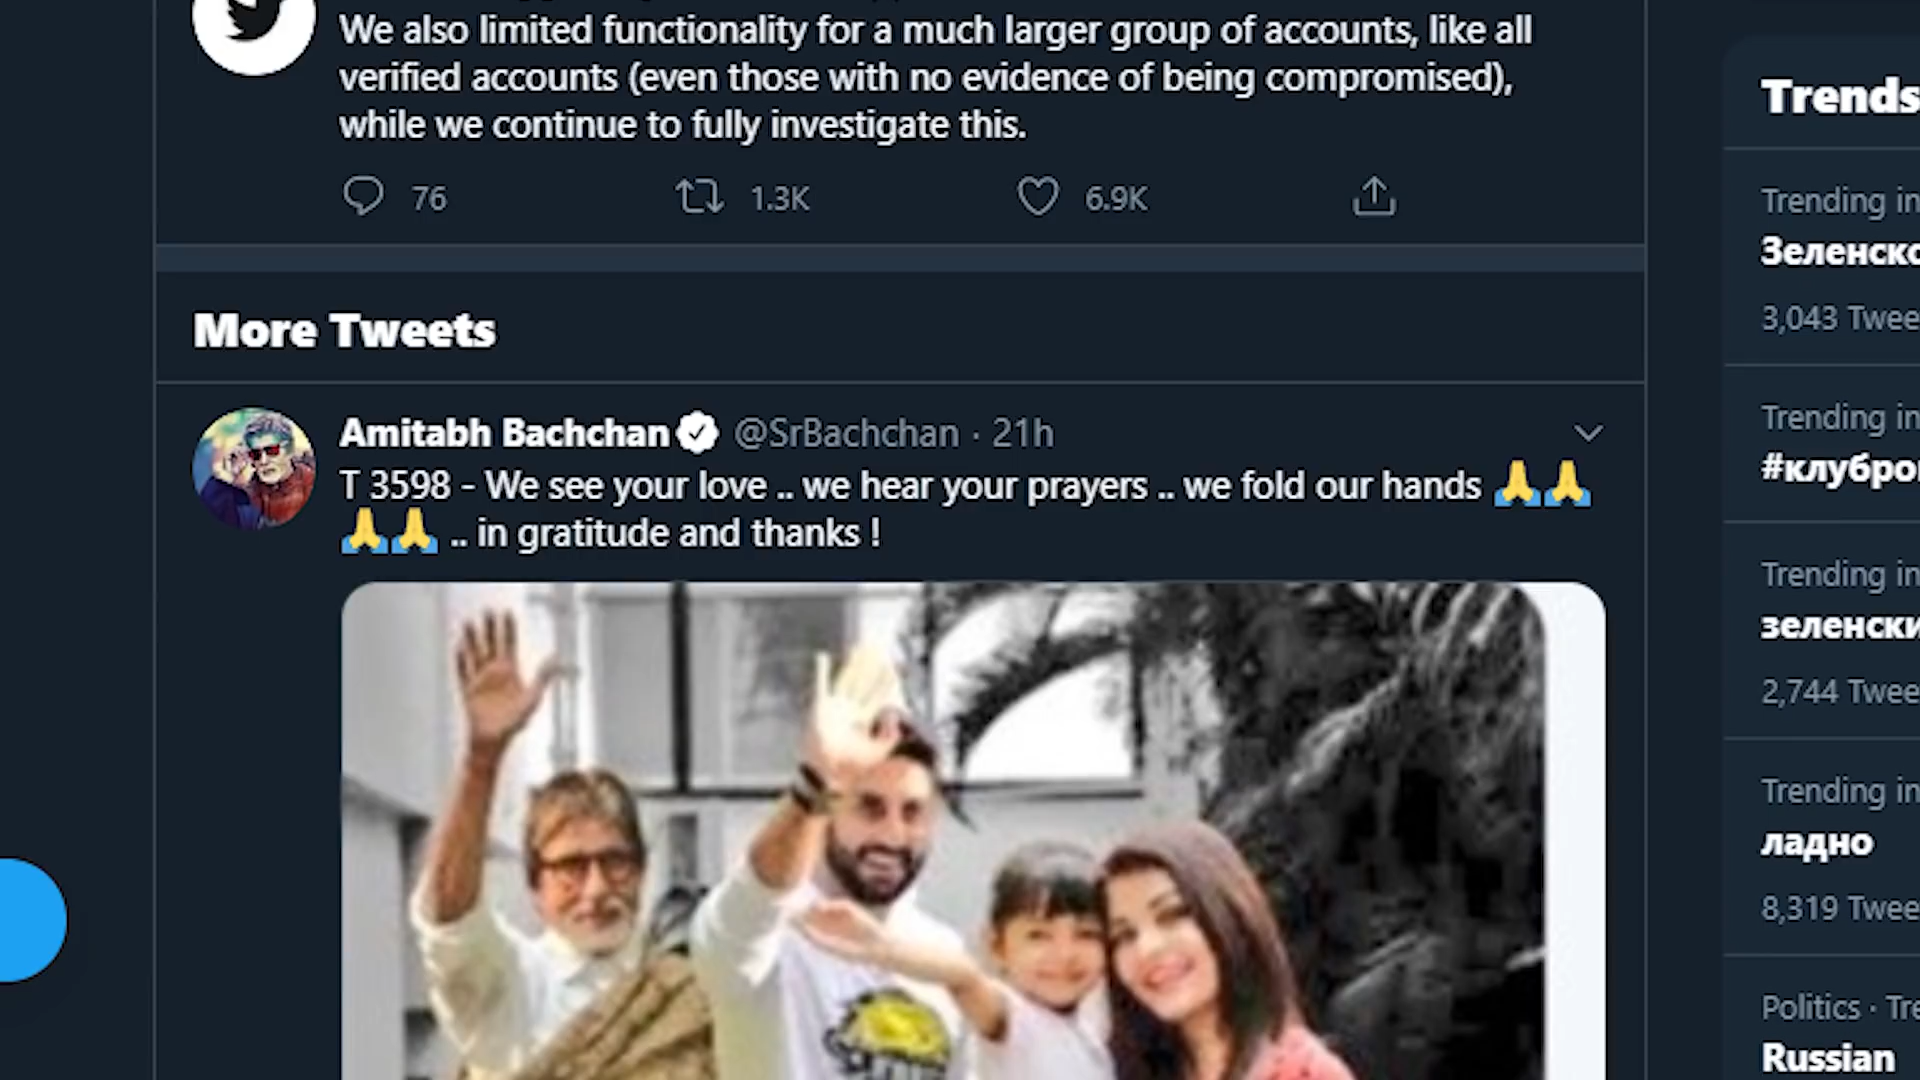 We also limited functionality for a much larger group of accounts, like all
verified accounts (even those with no evidence of being compromised),
while we continue to fully investigate this.
76 1.3K 6.9K
More Tweets
Amitabh Bachchan @SrBachchan · 21h
T 3598 - We see your love .. we hear your prayers .. we fold our hands 🙏🙏
🙏🙏 .. in gratitude and thanks !
Trends
Trending in
Зеленско
3,043 Twee
Trending in
#клубро
Trending in
зеленски
2,744 Twee
Trending in
ладно
8,319 Twee
Politics · Tre
Russian